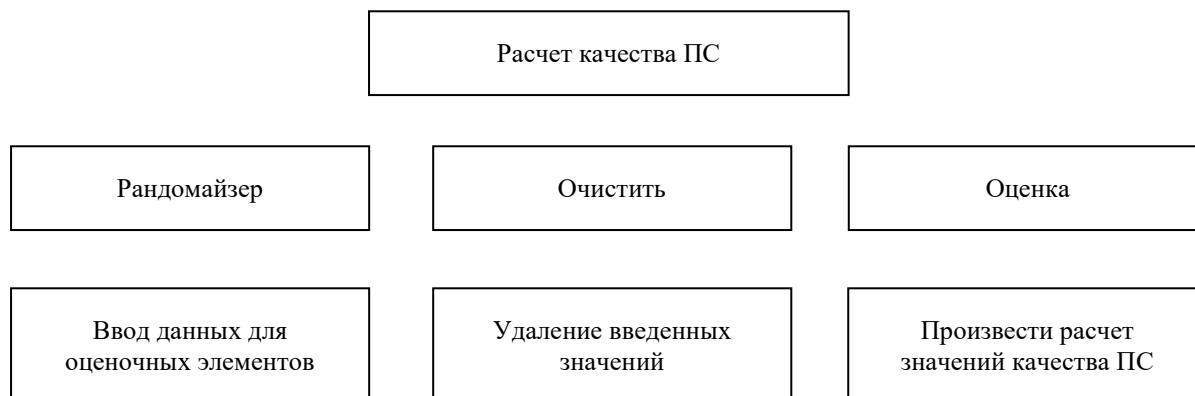 Расчет качества ПС
Рандомайзер
Очистить
Оценка
Ввод данных для
оценочных элементов
Удаление введенных
значений
Произвести расчет
значений качества ПС